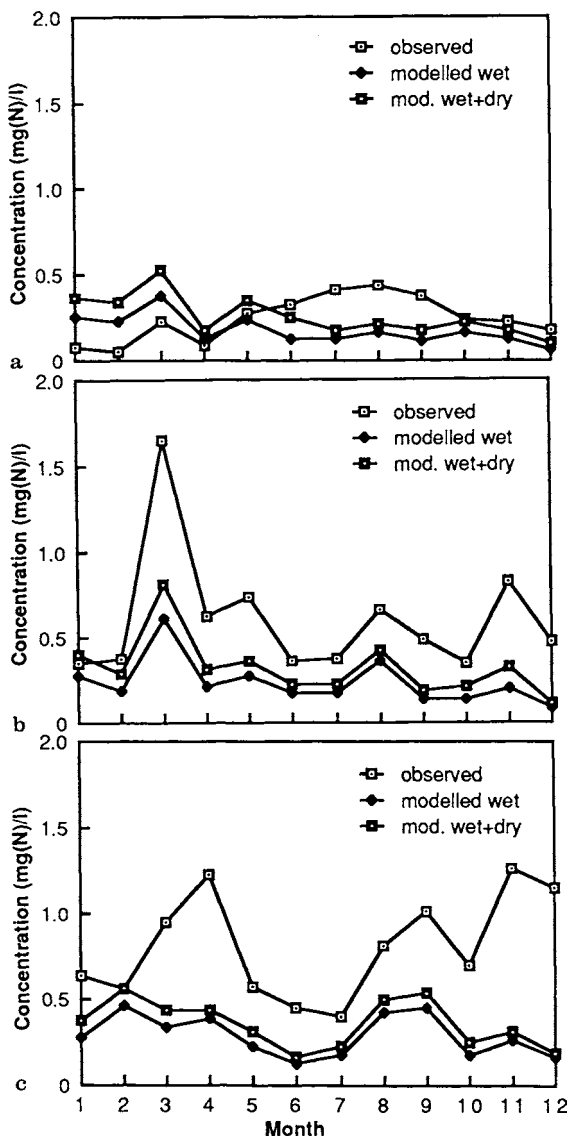 2.0
1.5
1.0
0.5
0
Concentration (mg(N)/l)
observed
modelled wet
mod. wet+dry
a
2.0
1.5
1.0
0.5
0
Concentration (mg(N)/l)
observed
modelled wet
mod. wet+dry
b
2.0
1.5
1.0
0.5
0
Concentration (mg(N)/l)
observed
modelled wet
mod. wet+dry
c
1 2 3 4 5 6 7 8 9 10 11 12
Month